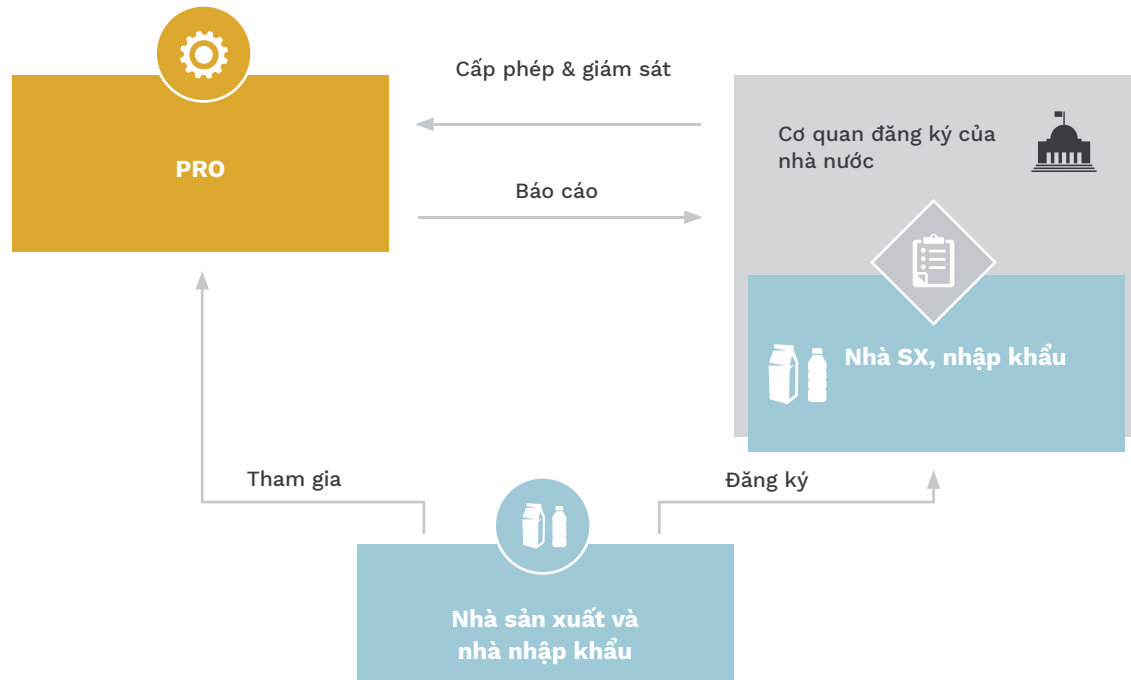 Cấp phép & giám sát
PRO
Cơ quan đăng ký của
nhà nước
Báo cáo
Nhà SX, nhập khẩu
Tham gia
Đăng ký
Nhà sản xuất và
nhà nhập khẩu